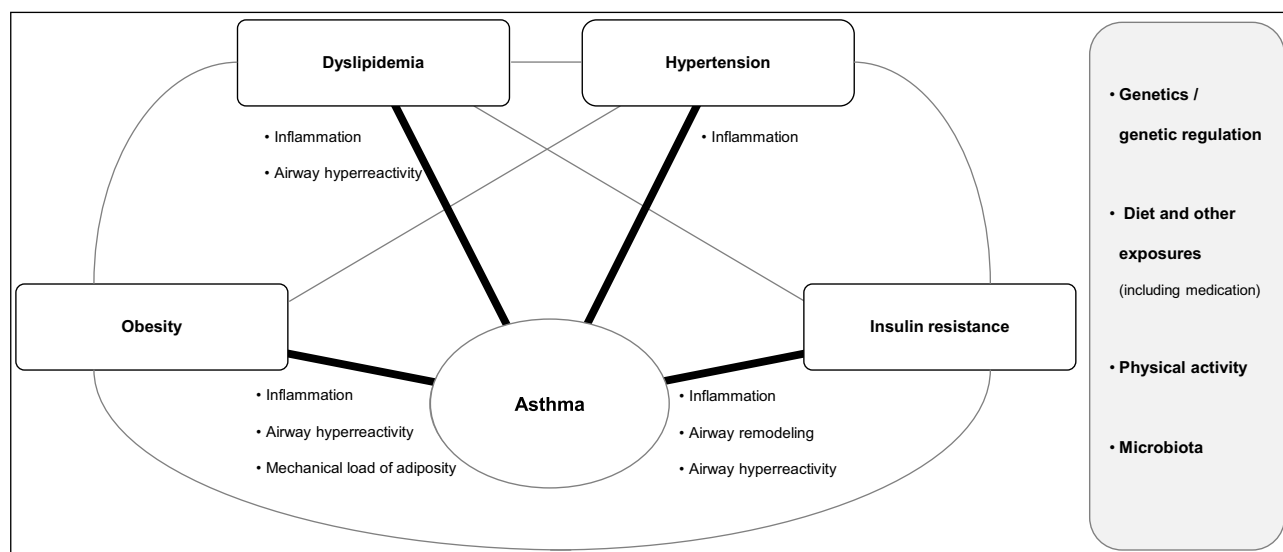 Dyslipidemia
Hypertension
• Inflammation
• Airway hyperreactivity
• Inflammation
Obesity
Insulin resistance
Asthma
• Inflammation
• Airway hyperreactivity
• Mechanical load of adiposity
• Inflammation
• Airway remodeling
• Airway hyperreactivity
• Genetics /
genetic regulation
• Diet and other
exposures
(including medication)
• Physical activity
• Microbiota